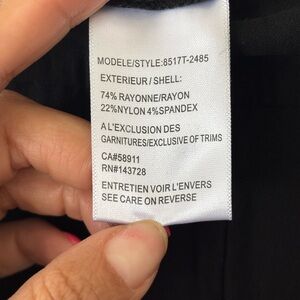 MODELE/STYLE:8517T-2485
EXTERIEUR/SHELL:
74% RAYONNE/RAYON
22%NYLON 4%SPANDEX
A L'EXCLUSION DES
GARNITURES/EXCLUSIVE OF TRIMS
CA#58911
RN#143728
ENTRETIEN VOIR L'ENVERS
SEE CARE ON REVERSE